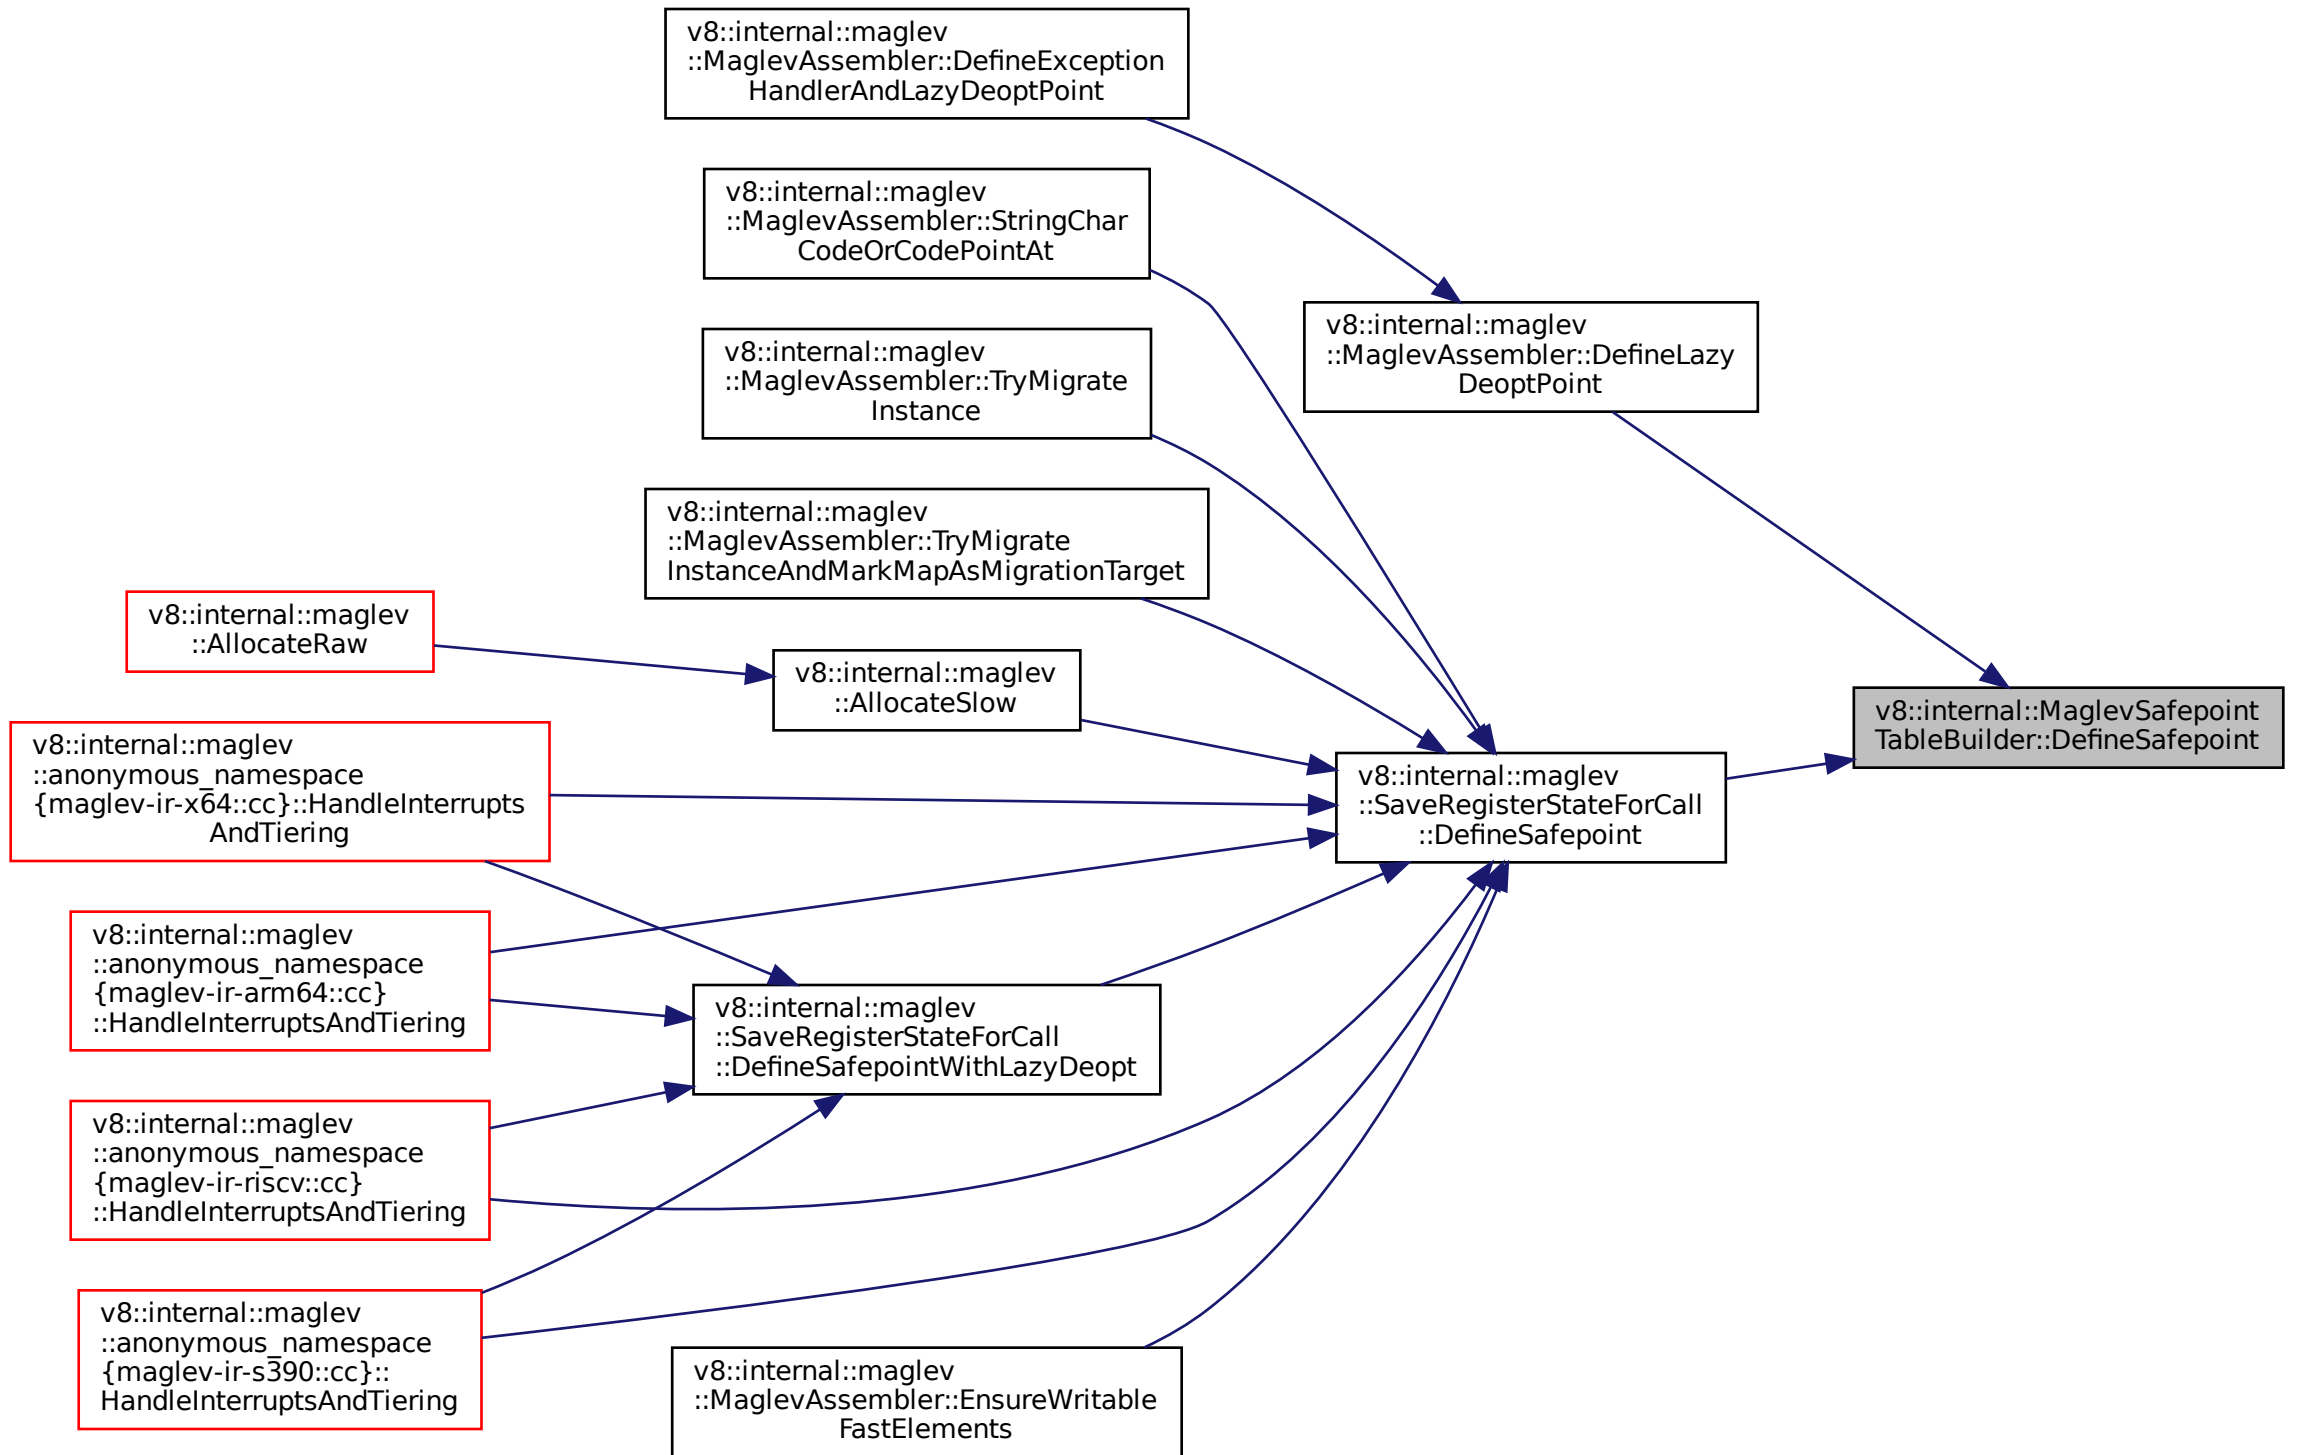 v8::internal::maglev
::MaglevAssembler::DefineException
HandlerAndLazyDeoptPoint
v8::internal::maglev
::MaglevAssembler::StringChar
CodeOrCodePointAt
v8::internal::maglev
::MaglevAssembler::DefineLazy
DeoptPoint
v8::internal::maglev
::MaglevAssembler::TryMigrate
Instance
v8::internal::maglev
::MaglevAssembler::TryMigrate
InstanceAndMarkMapAsMigrationTarget
v8::internal::maglev
::AllocateRaw
v8::internal::maglev
::AllocateSlow
v8::internal::MaglevSafepoint
TableBuilder::DefineSafepoint
v8::internal::maglev
::anonymous_namespace
{maglev-ir-x64::cc}::HandleInterrupts
AndTiering
v8::internal::maglev
::SaveRegisterStateForCall
::DefineSafepoint
v8::internal::maglev
::anonymous_namespace
{maglev-ir-arm64::cc}
::HandleInterruptsAndTiering
v8::internal::maglev
::SaveRegisterStateForCall
::DefineSafepointWithLazyDeopt
v8::internal::maglev
::anonymous_namespace
{maglev-ir-riscv::cc}
::HandleInterruptsAndTiering
v8::internal::maglev
::anonymous_namespace
{maglev-ir-s390::cc}::
HandleInterruptsAndTiering
v8::internal::maglev
::MaglevAssembler::EnsureWritable
FastElements